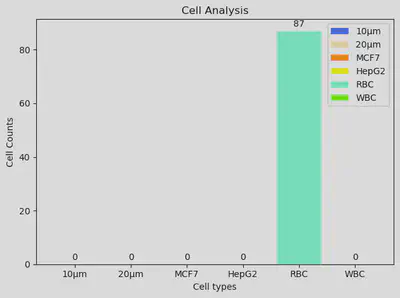 Cell Analysis
87
10μm
20μm
MCF7
HepG2
RBC
WBC
80
60
40
20
0
Cell Counts
0 0 0 0 0
10μm 20μm MCF7 HepG2 RBC WBC
Cell types